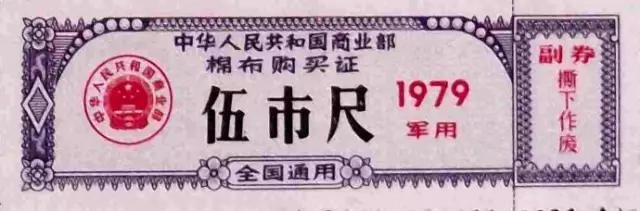 中华人民共和国商业部
棉布购买证
伍市尺
1979
军用
全国通用
中华人民共和国商业部
副券
撕下作废